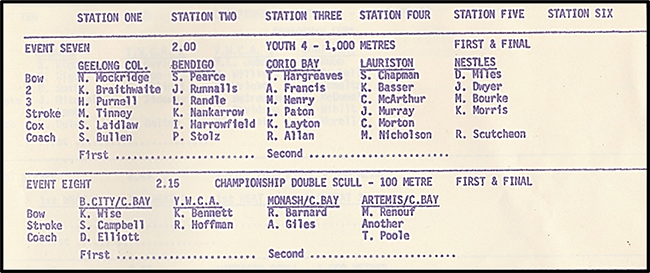 STATION ONE STATION TWO STATION THREE STATION FOUR STATION FIVE STATION SIX
EVENT SEVEN 2.00 YOUTH 4 - 1,000 METRES FIRST & FINAL
GEELONG COL. BENDIGO CORIO BAY LAURISTON NESTLES
Bow N. Mockridge S. Pearce T. Hargreaves S. Chapman D. Miles
2 K. Braithwaite J. Runnalls A. Francis K. Basser J. Dwyer
3 H. Purnell L. Randle M. Henry C. McArthur M. Bourke
Stroke M. Tinney K. Nankarrow L. Paton J. Murray K. Morris
Cox S. Laidlaw I. Harrowfield K. Layton C. Morton
Coach S. Bullen P. Stolz R. Allan M. Nicholson R. Scutcheon
First ...................... Second ......................
EVENT EIGHT 2.15 CHAMPIONSHIP DOUBLE SCULL - 100 METRE FIRST & FINAL
B.CITY/C.BAY Y.W.C.A. MONASH/C.BAY ARTEMIS/C.BAY
Bow K. Wise K. Bennett R. Barnard M. Renouf
Stroke S. Campbell R. Hoffman A. Giles Another
Coach D. Elliott T. Poole
First ...................... Second ......................